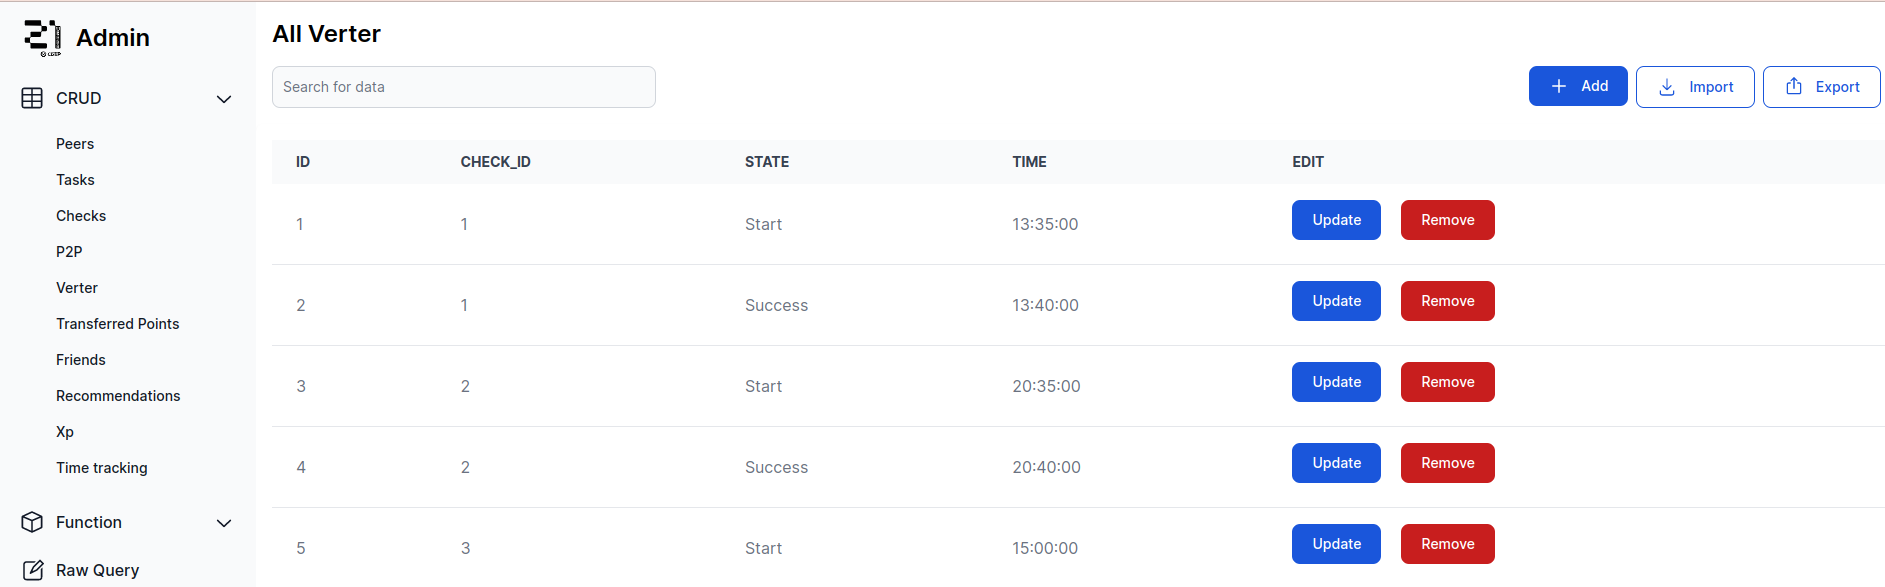 Admin
CRUD
Peers
Tasks
Checks
P2P
Verter
Transferred Points
Friends
Recommendations
Xp
Time tracking
Function
Raw Query
All Verter
Search for data
Add Import Export
ID CHECK_ID STATE TIME EDIT
1 1 Start 13:35:00 Update Remove
2 1 Success 13:40:00 Update Remove
3 2 Start 20:35:00 Update Remove
4 2 Success 20:40:00 Update Remove
5 3 Start 15:00:00 Update Remove